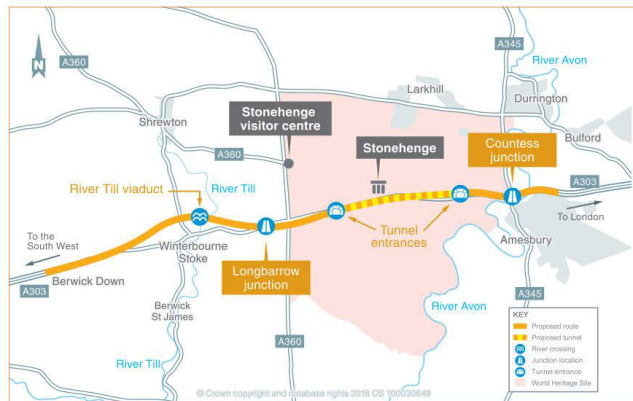 A360
N
A345
River Avon
Larkhill
Durrington
Shrewton
Stonehenge
visitor centre
Bulford
A360
Stonehenge
Countess
junction
River Till viaduct
River Till
A303
Tunnel
entrances
To London
To the
South West
Winterbourne
Stoke
Amesbury
Longbarrow
junction
Berwick Down
A303
Berwick
St James
River Avon
A345
A360
River Till
KEY
Proposed route
Proposed tunnel
River crossing
Junction location
Tunnel entrance
World Heritage Site
© Crown copyright and database rights 2018 OS 100030649